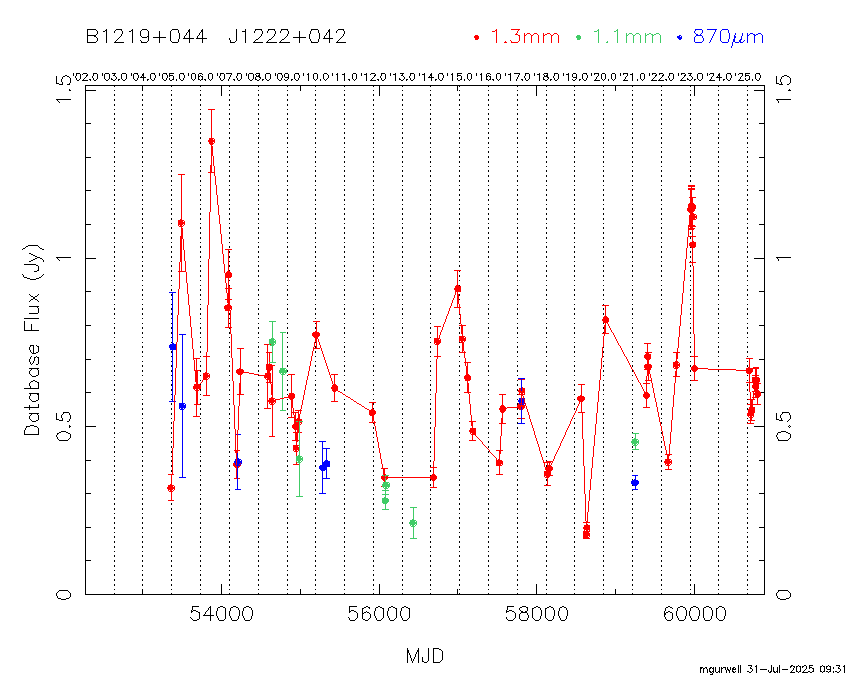 B1219+044 J1222+042
1.3mm 1.1mm 870μm
'02.0 '03.0 '04.0 '05.0 '06.0 '07.0 '08.0 '09.0 '10.0 '11.0 '12.0 '13.0 '14.0 '15.0 '16.0 '17.0 '18.0 '19.0 '20.0 '21.0 '22.0 '23.0 '24.0 '25.0
1.5 1.5
1 1
Database Flux (Jy)
0.5 0.5
0 0
54000 56000 58000 60000
MJD
mgurwell 31-Jul-2025 09:31